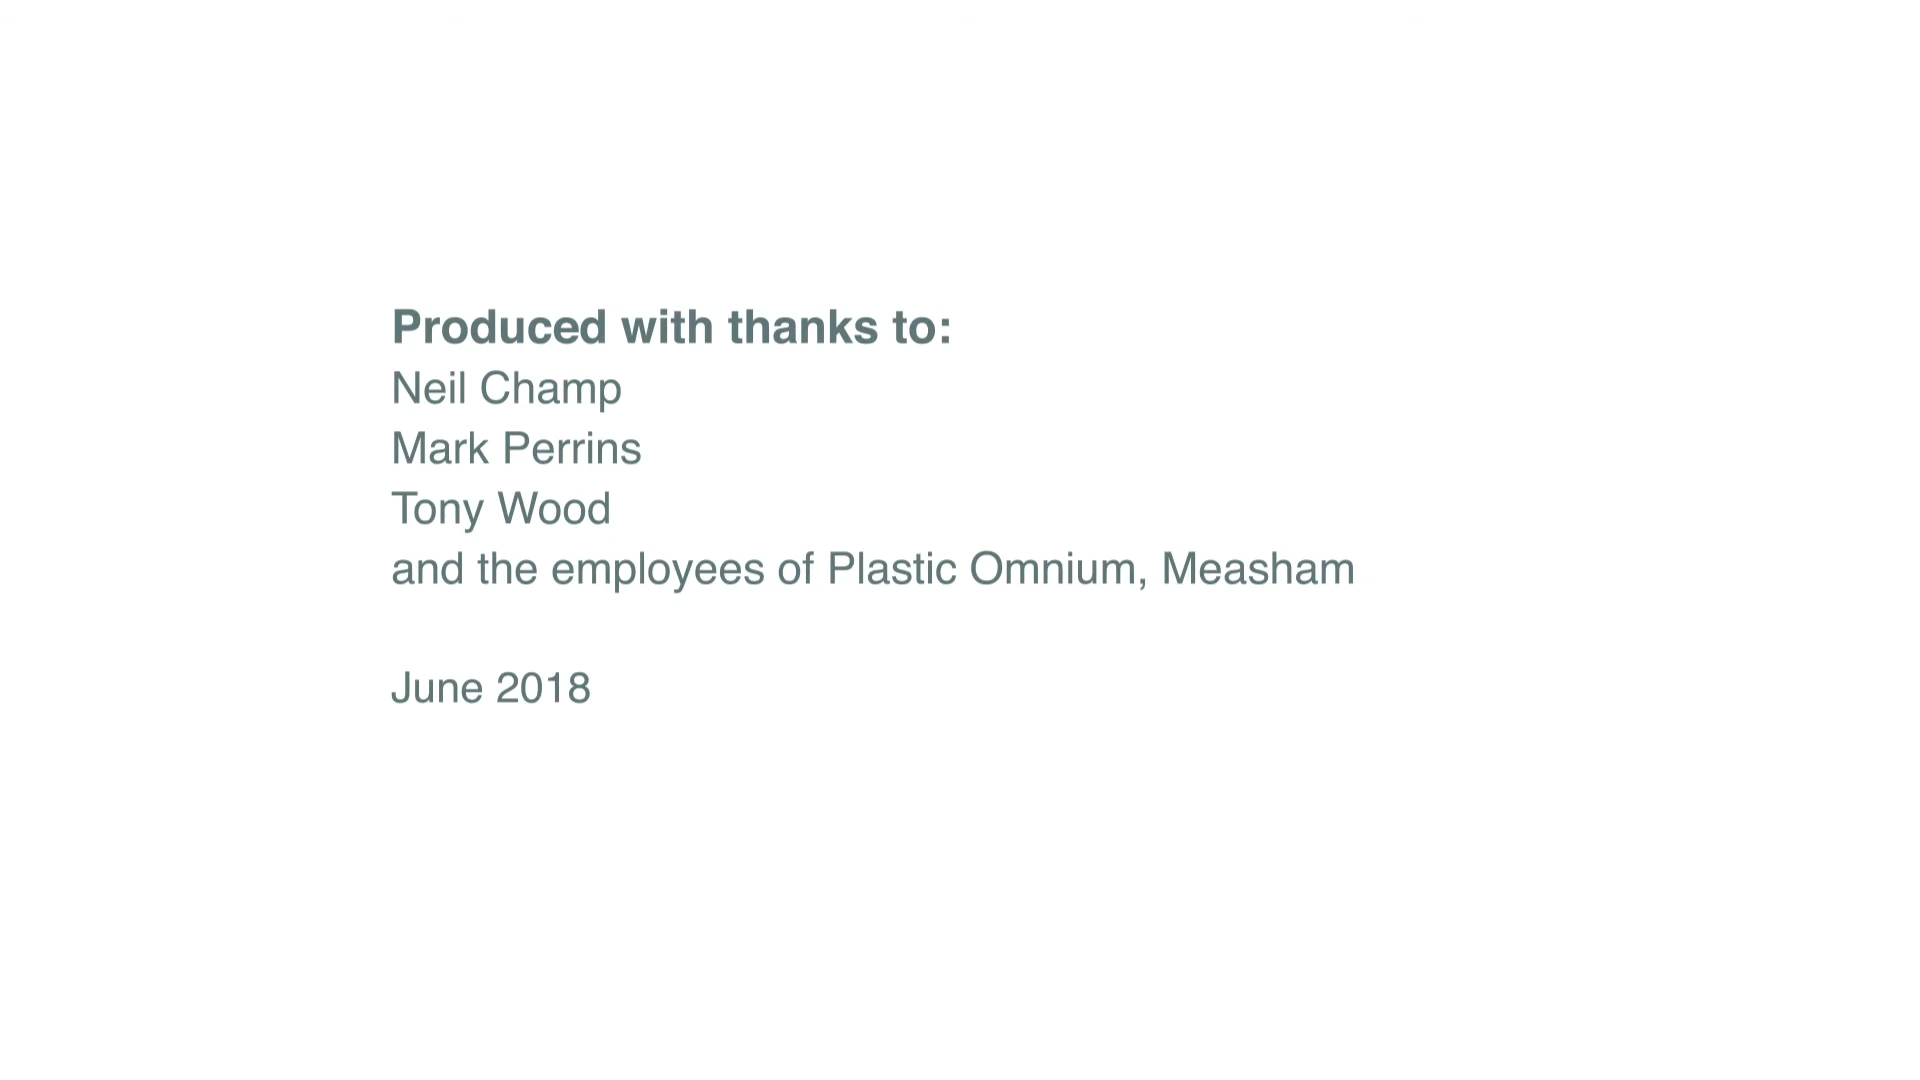 Produced with thanks to:
Neil Champ
Mark Perrins
Tony Wood
and the employees of Plastic Omnium, Measham
June 2018